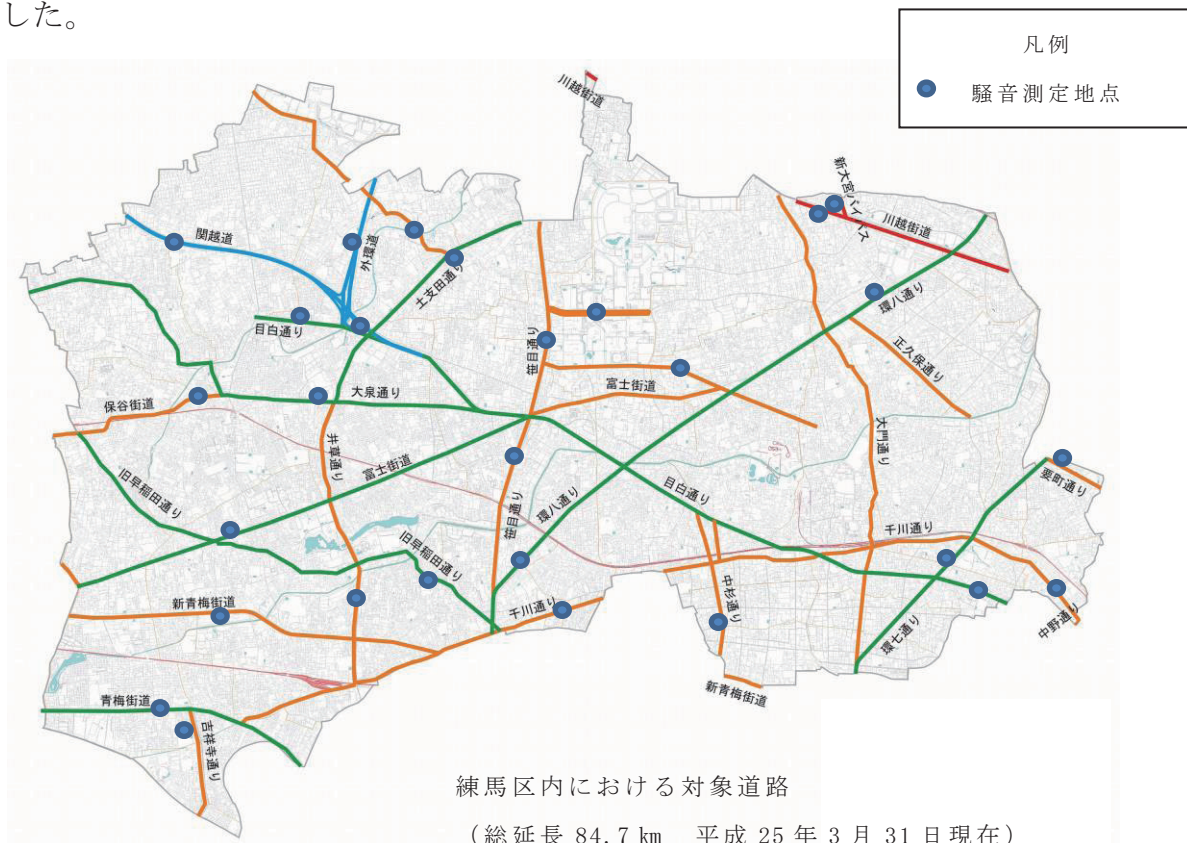 した。
凡例
騒音測定地点
川越街道
新大宮バイパス
川越街道
関越道
外環道
土支田通り
環八通り
目白通り
笹目通り
正久保通り
富士街道
大泉通り
保谷街道
井草通り
富士街道
大門通り
旧早稲田通り
笹目通り
環八通り
目白通り
要町通り
千川通り
旧早稲田通り
新青梅街道
千川通り
中杉通り
環七通り
中野通り
新青梅街道
青梅街道
吉祥寺通り
練馬区内における対象道路
(総延長 84.7 km 平成 25 年 3 月 31 日現在)